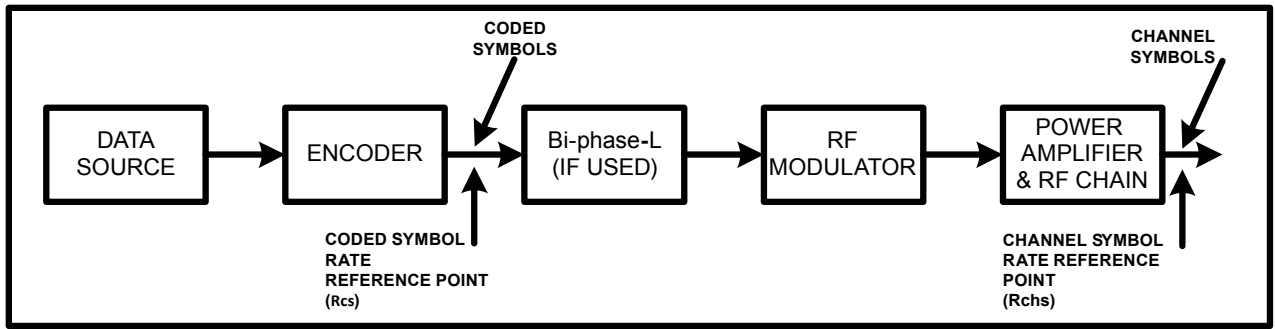 CODED
SYMBOLS
CHANNEL
SYMBOLS
DATA
SOURCE
ENCODER
Bi-phase-L
(IF USED)
RF
MODULATOR
POWER
AMPLIFIER
& RF CHAIN
CODED SYMBOL
RATE
REFERENCE POINT
(Rcs)
CHANNEL SYMBOL
RATE REFERENCE
POINT
(Rchs)